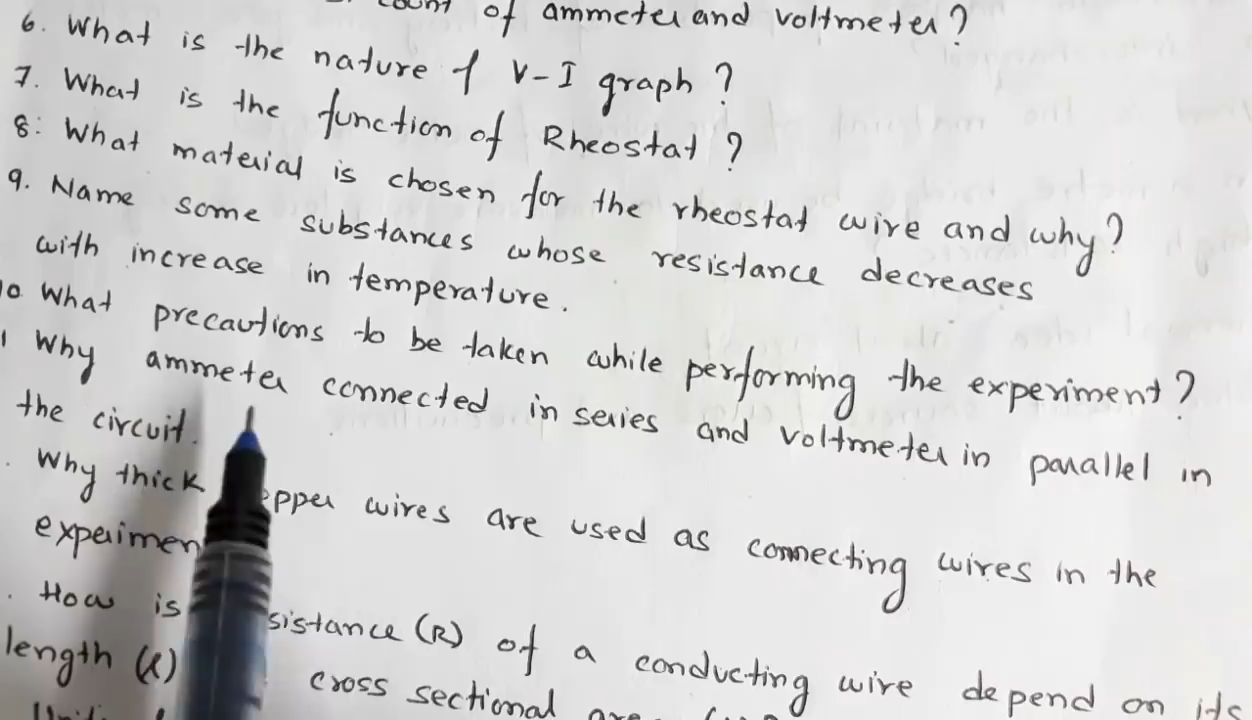 count of ammeter and voltmeter?
6. What is the nature of V-I graph?
7. What is the function of Rheostat?
8. What material is chosen for the rheostat wire and why?
9. Name some substances whose resistance decreases
with increase in temperature.
10 What precautions to be taken while performing the experiment?
1 Why ammeter connected in series and voltmeter in parallel in
the circuit.
. Why thick opper wires are used as connecting wires in the
experimen
. How is sistance (R) of a conducting wire depend on its
length (l) cross sectional